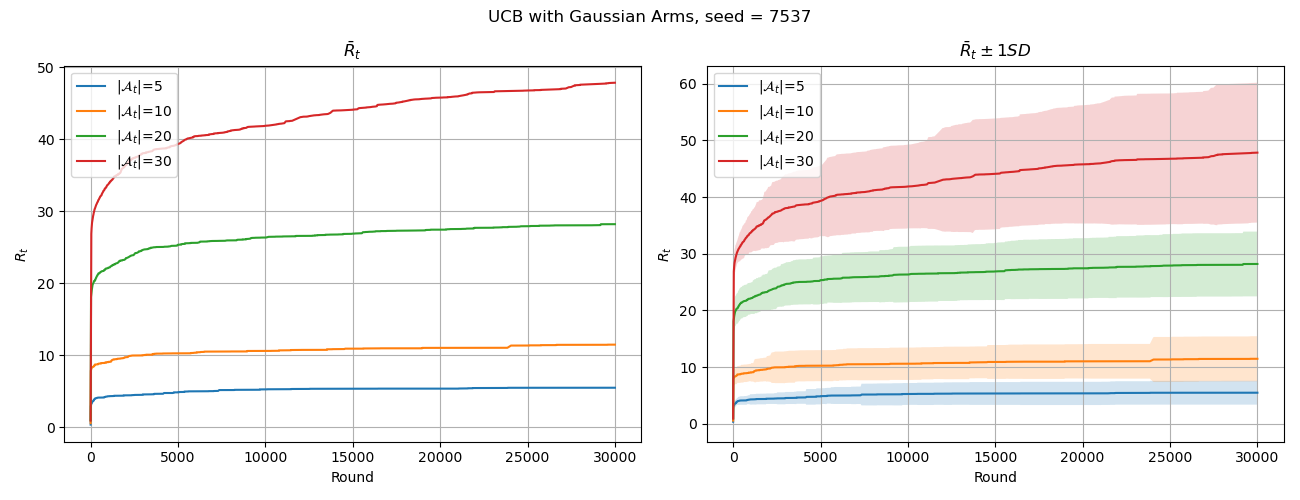 UCB with Gaussian Arms, seed = 7537
R̄ₜ
50
40
30
20
10
0
Rₜ
|𝒜ₜ|=5
|𝒜ₜ|=10
|𝒜ₜ|=20
|𝒜ₜ|=30
0 5000 10000 15000 20000 25000 30000
Round
R̄ₜ ± 1SD
60
50
40
30
20
10
0
Rₜ
|𝒜ₜ|=5
|𝒜ₜ|=10
|𝒜ₜ|=20
|𝒜ₜ|=30
0 5000 10000 15000 20000 25000 30000
Round